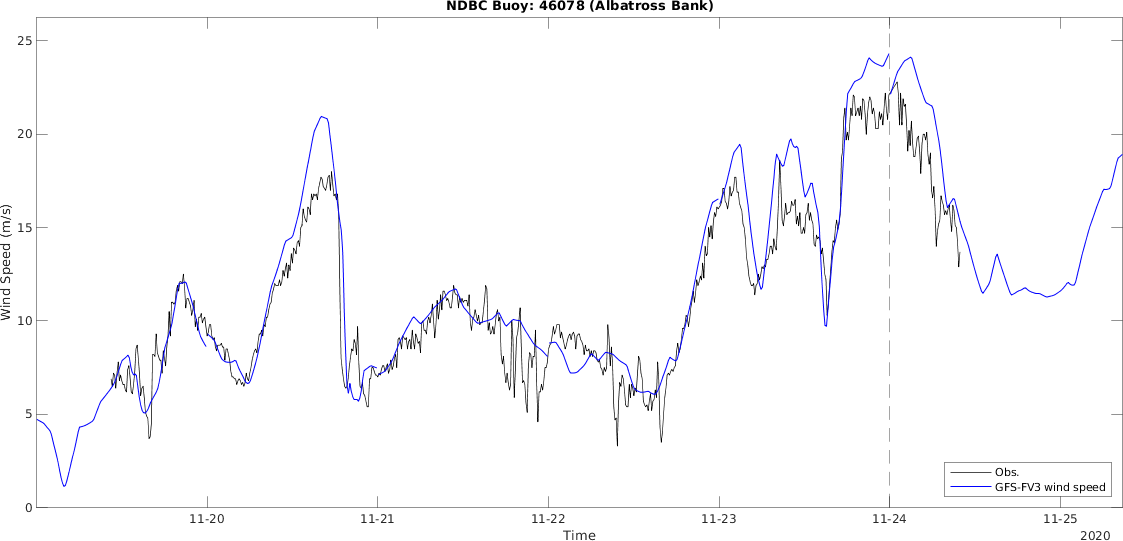 NDBC Buoy: 46078 (Albatross Bank)
25
20
15
10
5
0
Wind Speed (m/s)
11-20
11-21
11-22
11-23
11-24
11-25
Time
2020
Obs.
GFS-FV3 wind speed